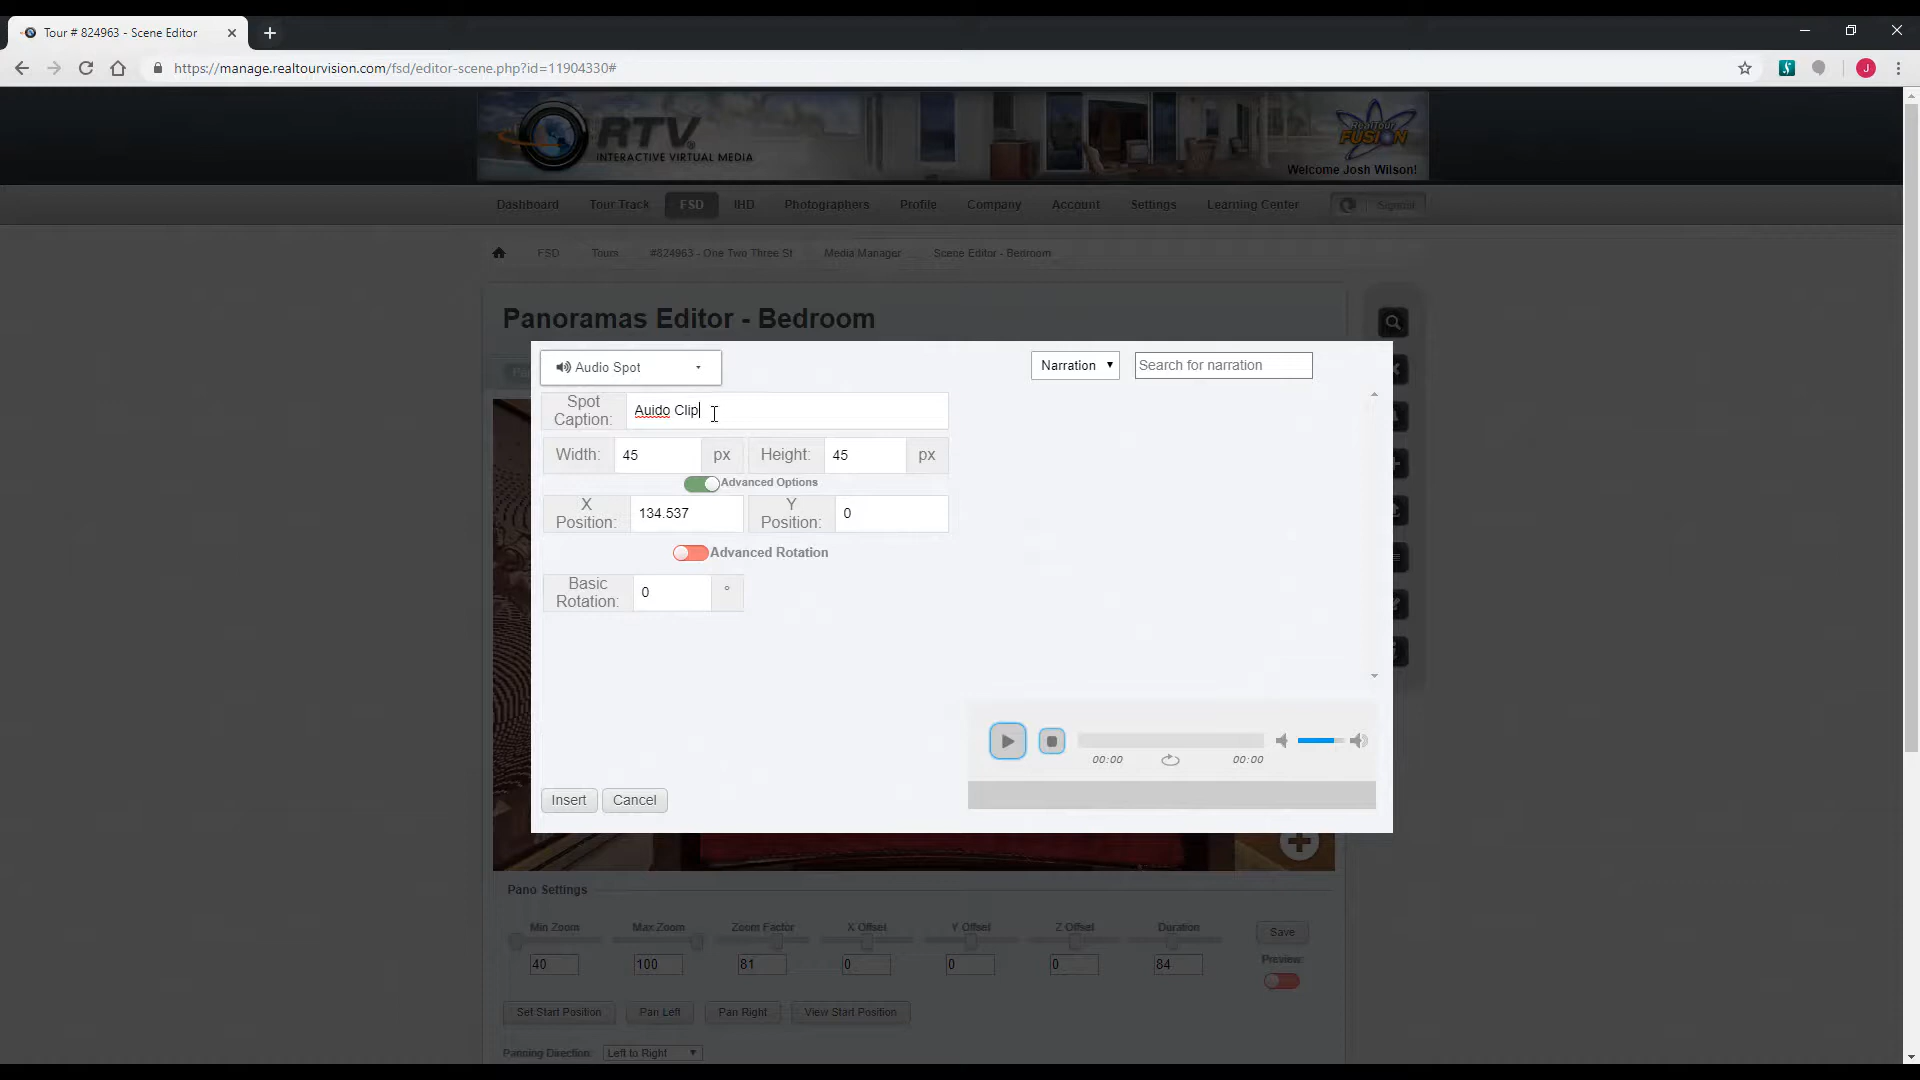 Tour # 824963 - Scene Editor
https://manage.realtourvision.com/fsd/editor-scene.php?id=11904330#
J
RTV®
INTERACTIVE VIRTUAL MEDIA
RealTour
FUSION
Welcome Josh Wilson!
Dashboard Tour Track FSD IHD Photographers Profile Company Account Settings Learning Center Signout
FSD Tours #824963 - One Two Three St Media Manager Scene Editor - Bedroom
Panoramas Editor - Bedroom
Audio Spot
Narration Search for narration
Spot Caption: Auido Clip
Width: 45 px Height: 45 px
Advanced Options
X Position: 134.537 Y Position: 0
Advanced Rotation
Basic Rotation: 0 °
00:00 00:00
Insert Cancel
Pano Settings
Min Zoom Max Zoom Zoom Factor X Offset Y Offset Z Offset Duration Save
40 100 81 0 0 0 84 Preview:
Set Start Position Pan Left Pan Right View Start Position
Panning Direction: Left to Right